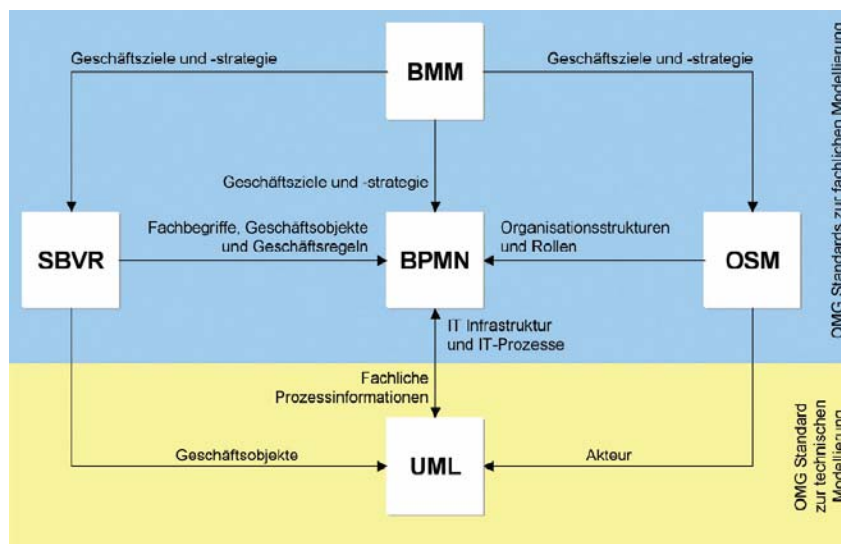 Geschäftsziele und -strategie
BMM
Geschäftsziele und -strategie
Geschäftsziele und -strategie
SBVR
Fachbegriffe, Geschäftsobjekte
und Geschäftsregeln
BPMN
Organisationsstrukturen
und Rollen
OSM
IT Infrastruktur
und IT-Prozesse
Fachliche
Prozessinformationen
Geschäftsobjekte
UML
Akteur
OMG Standards zur fachlichen Modellierung
OMG Standard
zur technischen
Modellierung